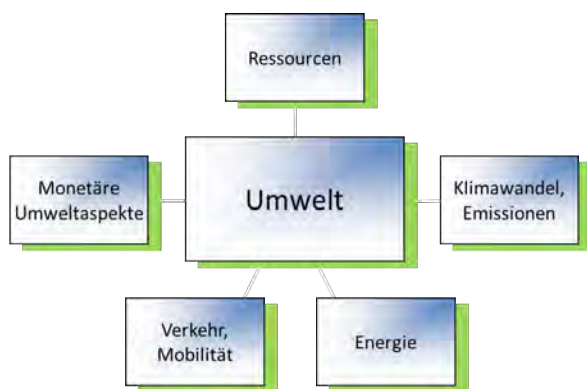 Ressourcen
Monetäre
Umweltaspekte
Umwelt
Klimawandel,
Emissionen
Verkehr,
Mobilität
Energie